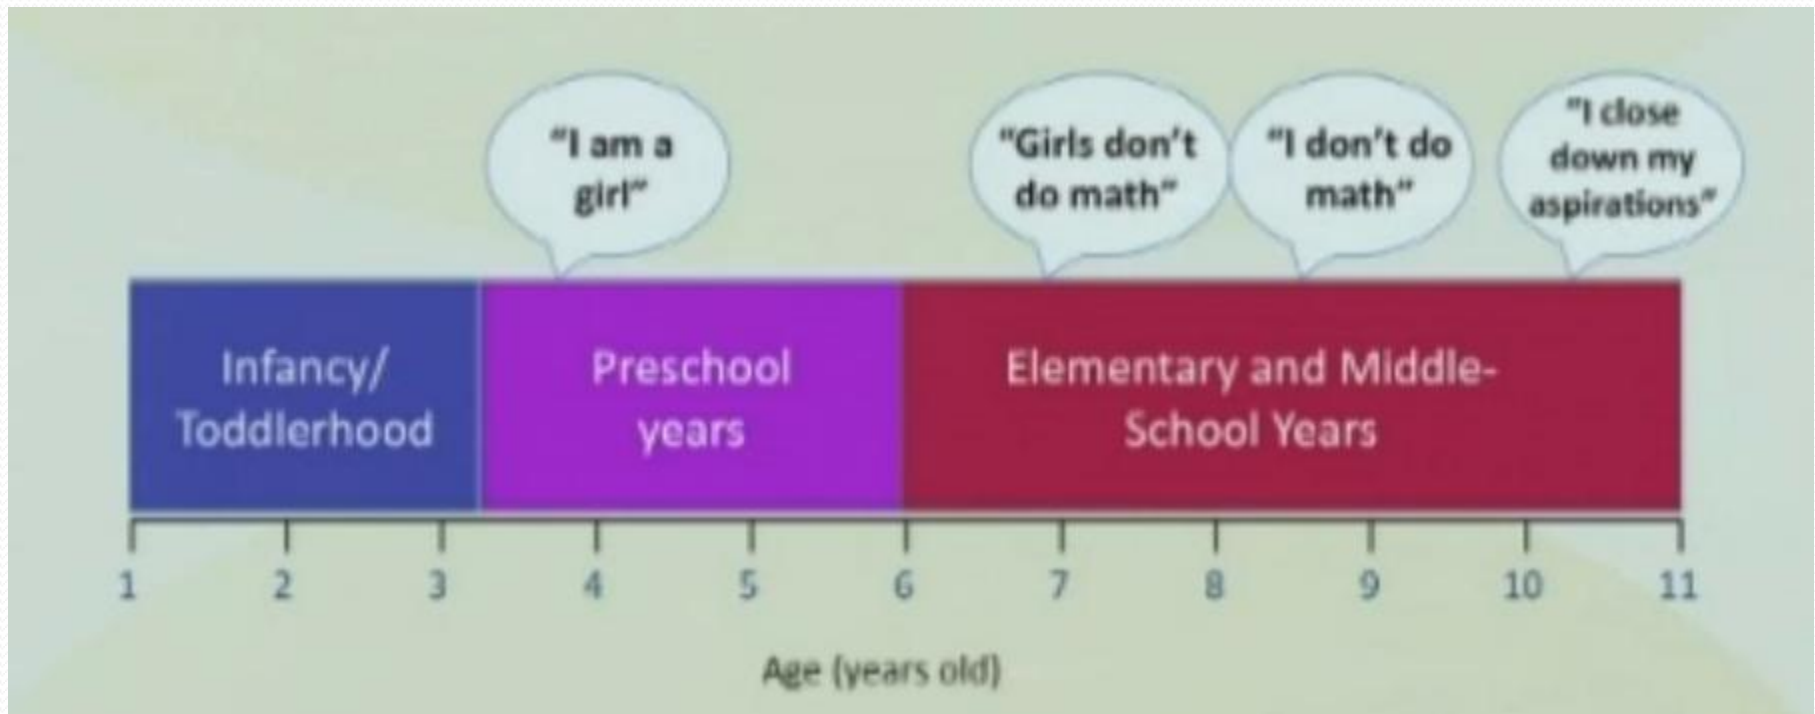 “I am a
girl”
“Girls don’t
do math”
“I don’t do
math”
“I close
down my
aspirations”
Infancy/
Toddlerhood
Preschool
years
Elementary and Middle-
School Years
1 2 3 4 5 6 7 8 9 10 11
Age (years old)